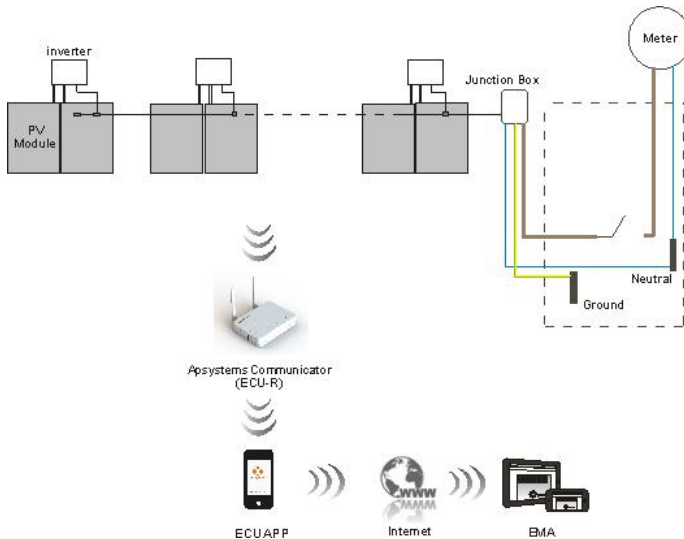 inverter
Meter
Junction Box
PV
Module
Neutral
Ground
Apsystems Communicator
(ECU-R)
www
ECUAPP
Internet
EMA